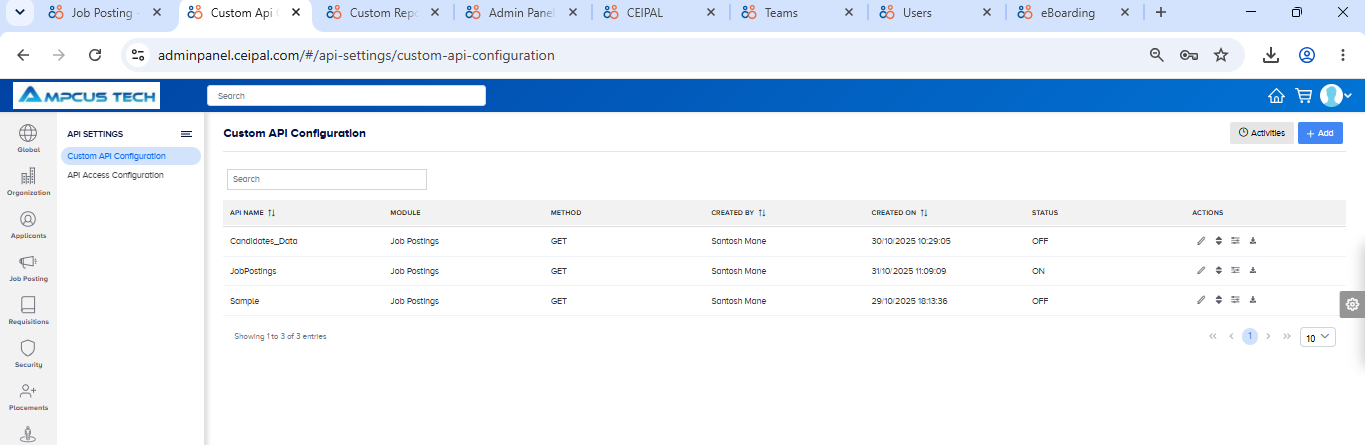 Job Posting -
Custom Api
Custom Repo
Admin Panel
CEIPAL
Teams
Users
eBoarding
adminpanel.ceipal.com/#/api-settings/custom-api-configuration
AMPCUS TECH
Search
Global
Organization
Applicants
Job Posting
Requisitions
Security
Placements
API SETTINGS
Custom API Configuration
API Access Configuration
Custom API Configuration
Activities
+ Add
Search
API NAME MODULE METHOD CREATED BY CREATED ON STATUS ACTIONS
Candidates_Data Job Postings GET Santosh Mane 30/10/2025 10:29:05 OFF
JobPostings Job Postings GET Santosh Mane 31/10/2025 11:09:09 ON
Sample Job Postings GET Santosh Mane 29/10/2025 18:13:36 OFF
Showing 1 to 3 of 3 entries
« ‹ 1 › » 10